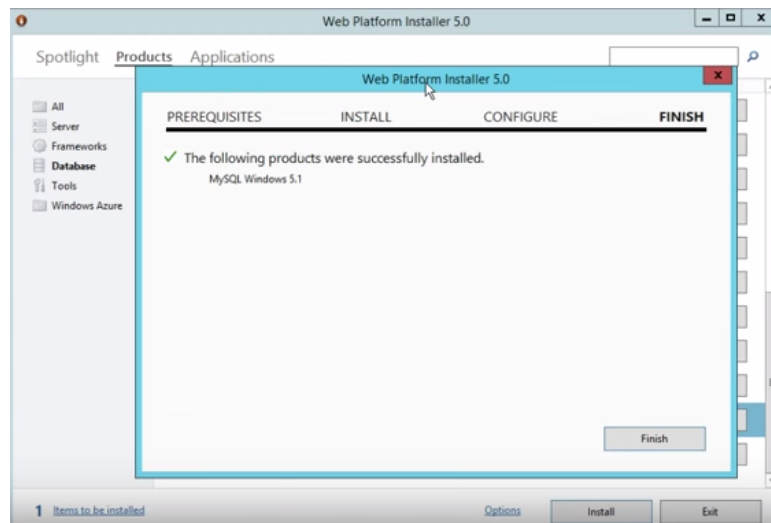 Web Platform Installer 5.0
Spotlight Products Applications
Web Platform Installer 5.0
x
All
Server
Frameworks
Database
Tools
Windows Azure
PREREQUISITES INSTALL CONFIGURE FINISH
The following products were successfully installed.
MySQL Windows 5.1
Finish
1 Items to be installed Options Install Exit